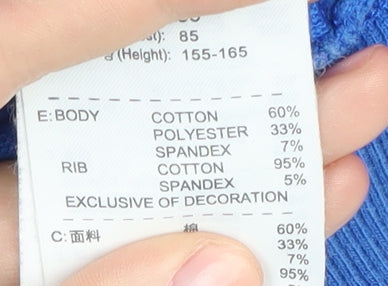 85
(Height): 155-165
E: BODY COTTON 60%
POLYESTER 33%
SPANDEX 7%
RIB COTTON 95%
SPANDEX 5%
EXCLUSIVE OF DECORATION
C: 面料 棉 60%
33%
7%
95%